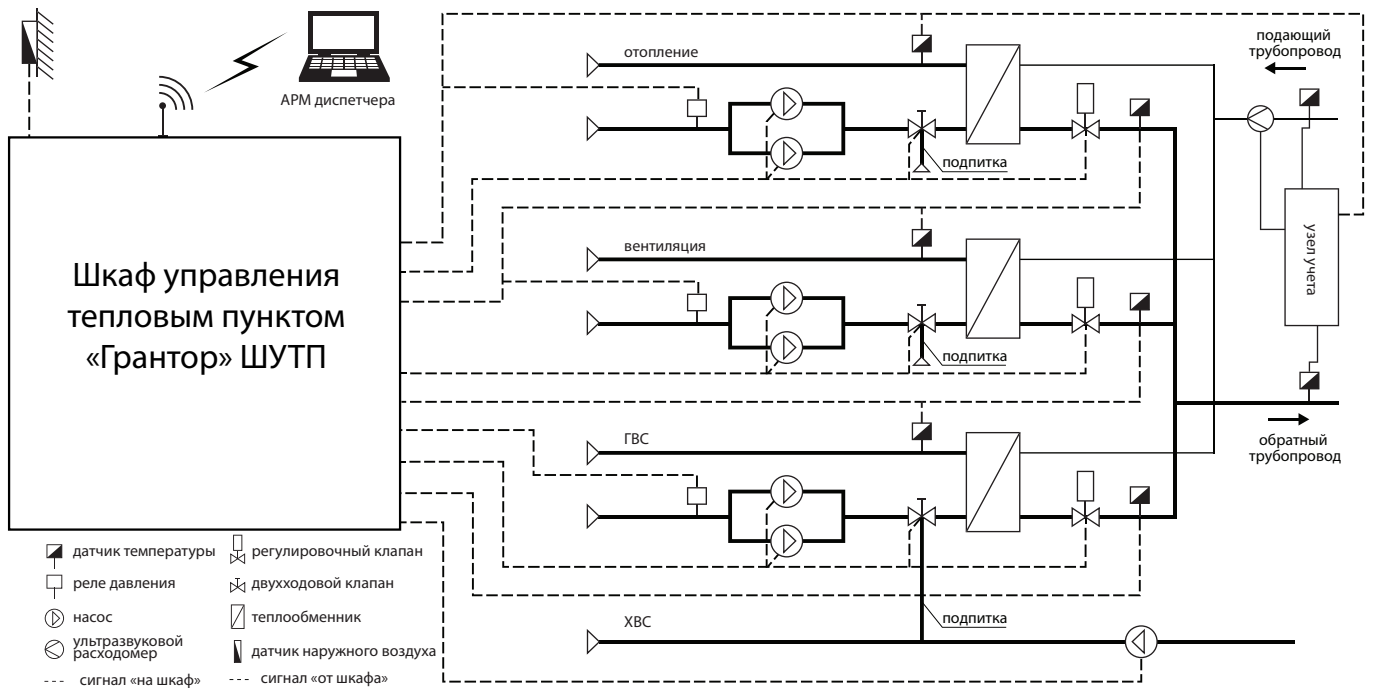 АРМ диспетчера
отопление
подающий
трубопровод
подпитка
узел учета
Шкаф управления
тепловым пунктом
«Грантор» ШУТП
вентиляция
подпитка
ГВС
обратный
трубопровод
подпитка
ХВС
датчик температуры
реле давления
насос
ультразвуковой
расходомер
сигнал «на шкаф»
регулировочный клапан
двухходовой клапан
теплообменник
датчик наружного воздуха
сигнал «от шкафа»